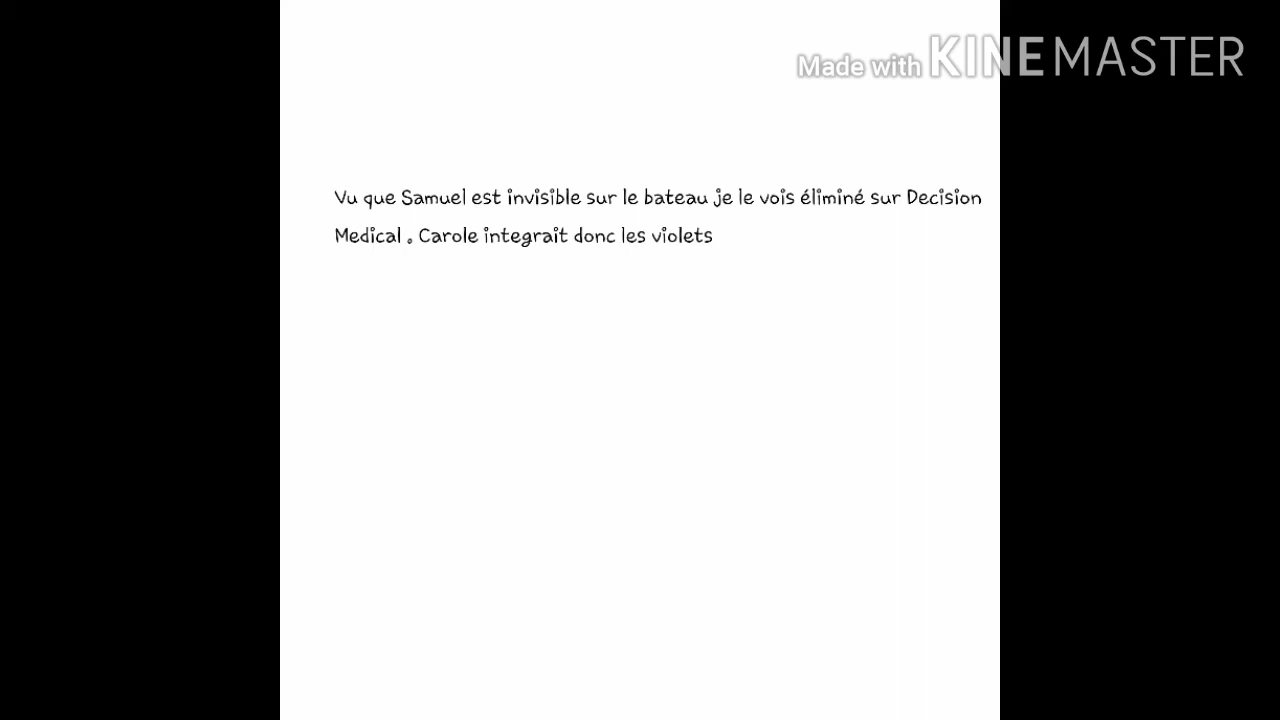 Made with KINEMASTER
Vu que Samuel est invisible sur le bateau je le vois éliminé sur Decision
Medical . Carole integrait donc les violets